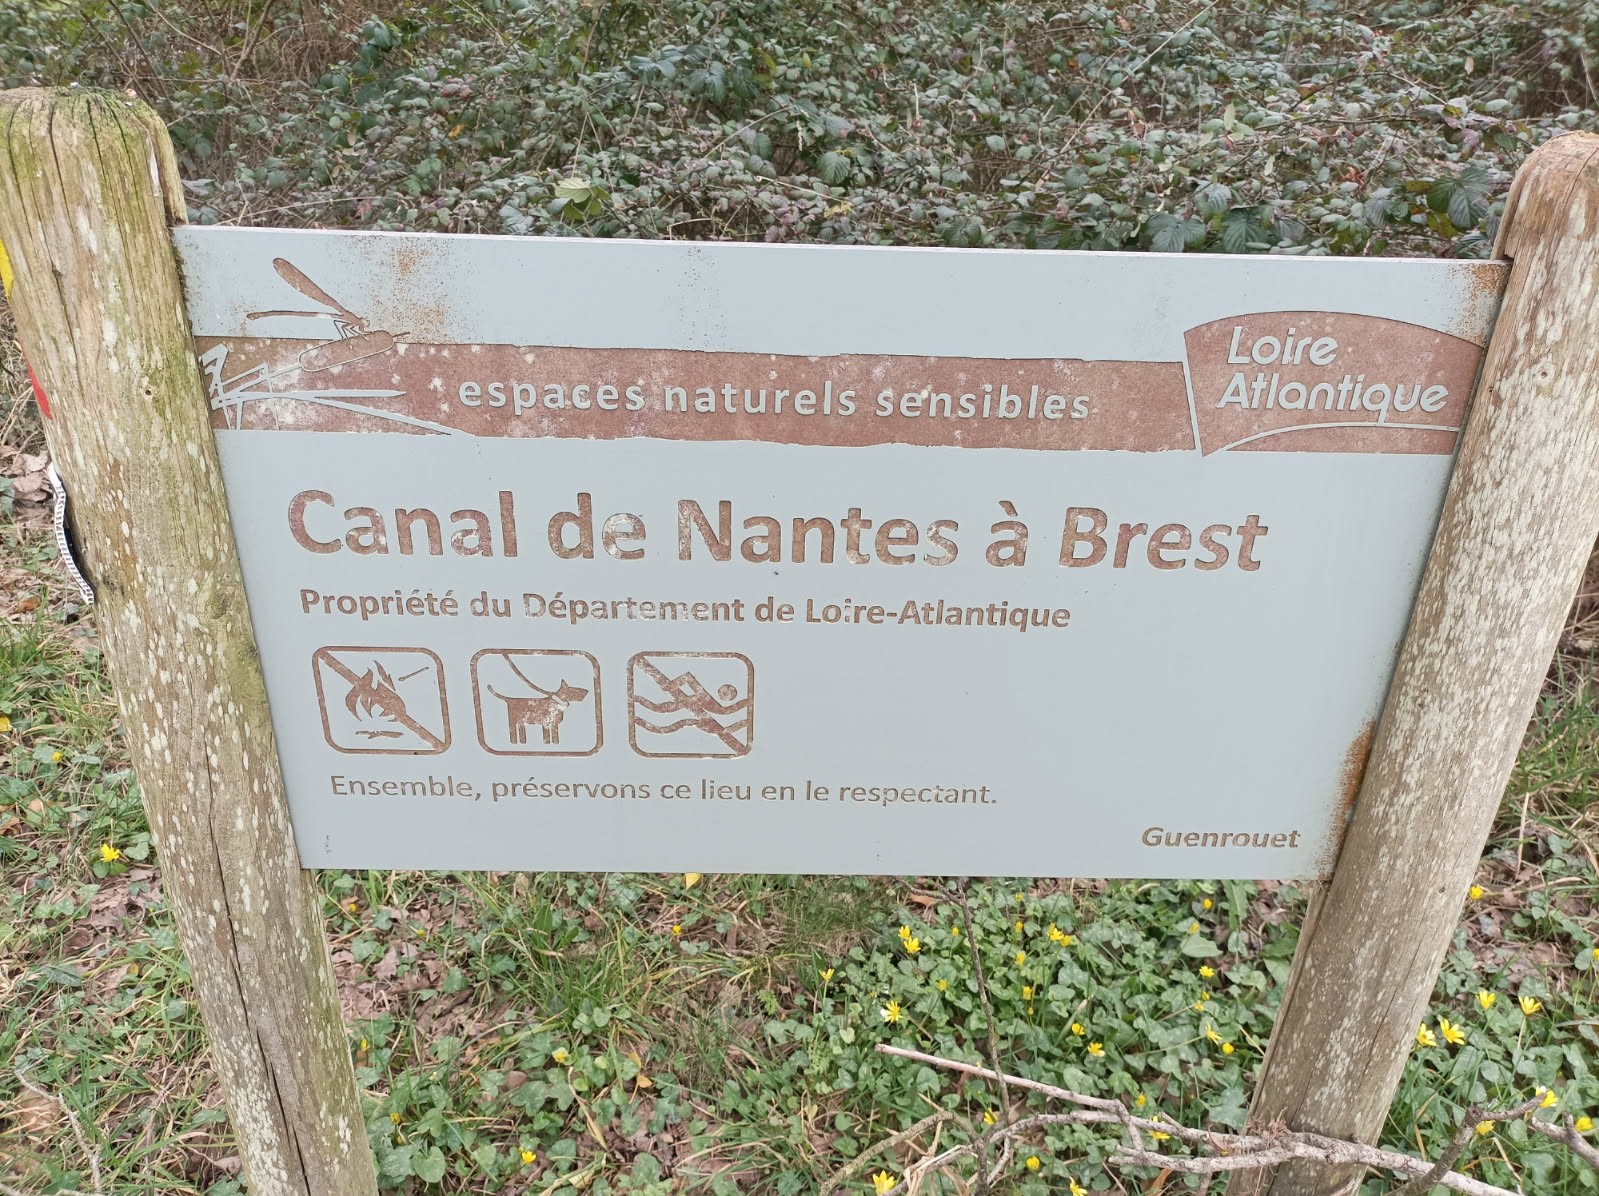 espaces naturels sensibles
Loire
Atlantique
Canal de Nantes à Brest
Propriété du Département de Loire-Atlantique
Ensemble, préservons ce lieu en le respectant.
Guenrouet